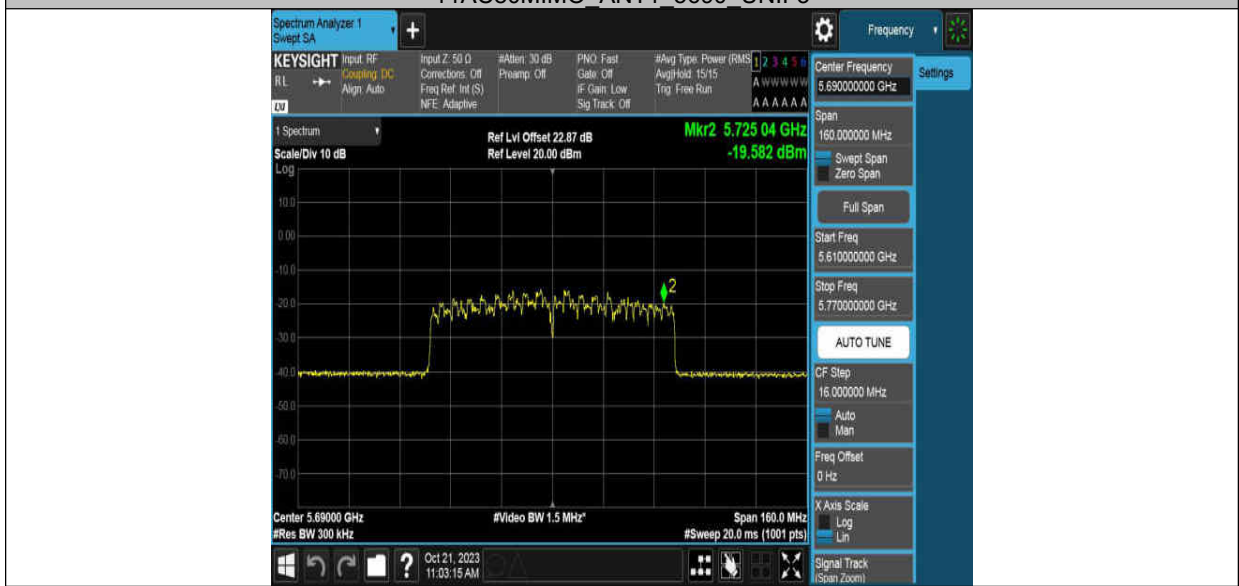 Spectrum Analyzer 1
Swept SA
+
Frequency
KEYSIGHT
RL
LXI
Input: RF
Coupling: DC
Align: Auto
Input Z: 50 Ω
Corrections: Off
Freq Ref: Int (S)
NFE: Adaptive
#Atten: 30 dB
Preamp: Off
PNO: Fast
Gate: Off
IF Gain: Low
Sig Track: Off
#Avg Type: Power (RMS
Avg|Hold: 15/15
Trig: Free Run
1 2 3 4 5 6
A W W W W W
A A A A A A
Center Frequency
5.690000000 GHz
Settings
Span
160.000000 MHz
Swept Span
Zero Span
Full Span
Start Freq
5.610000000 GHz
Stop Freq
5.770000000 GHz
AUTO TUNE
CF Step
16.000000 MHz
Auto
Man
Freq Offset
0 Hz
X Axis Scale
Log
Lin
Signal Track
(Span Zoom)
1 Spectrum
Scale/Div 10 dB
Log
Ref Lvl Offset 22.87 dB
Ref Level 20.00 dBm
Mkr2 5.725 04 GHz
-19.582 dBm
10.0
0.00
-10.0
-20.0
-30.0
-40.0
-50.0
-60.0
-70.0
2
Center 5.69000 GHz
#Res BW 300 kHz
#Video BW 1.5 MHz*
Span 160.0 MHz
#Sweep 20.0 ms (1001 pts)
?
Oct 21, 2023
11:03:15 AM